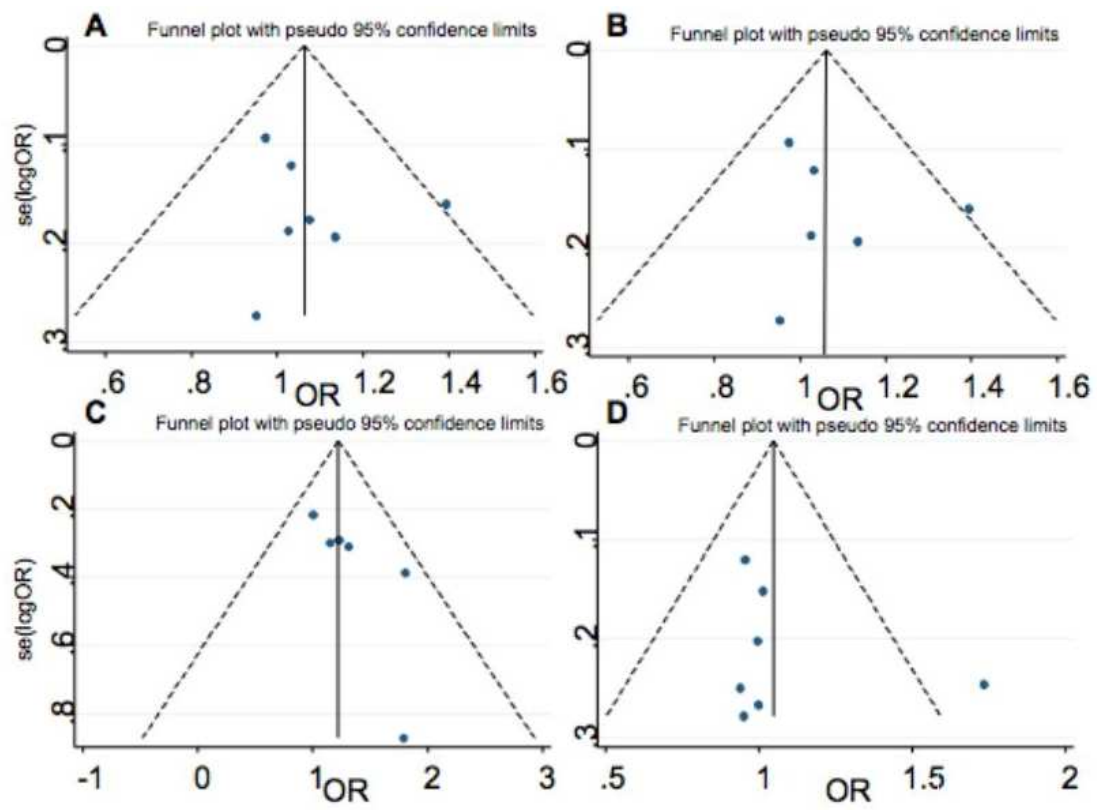 A Funnel plot with pseudo 95% confidence limits
B Funnel plot with pseudo 95% confidence limits
se(logOR)
0
.1
.2
.3
0
.1
.2
.3
.6 .8 1 1.2 1.4 1.6
OR
.6 .8 1 1.2 1.4 1.6
OR
C Funnel plot with pseudo 95% confidence limits
D Funnel plot with pseudo 95% confidence limits
se(logOR)
0
.2
.4
.6
.8
0
.1
.2
.3
-1 0 1 2 3
OR
.5 1 1.5 2
OR